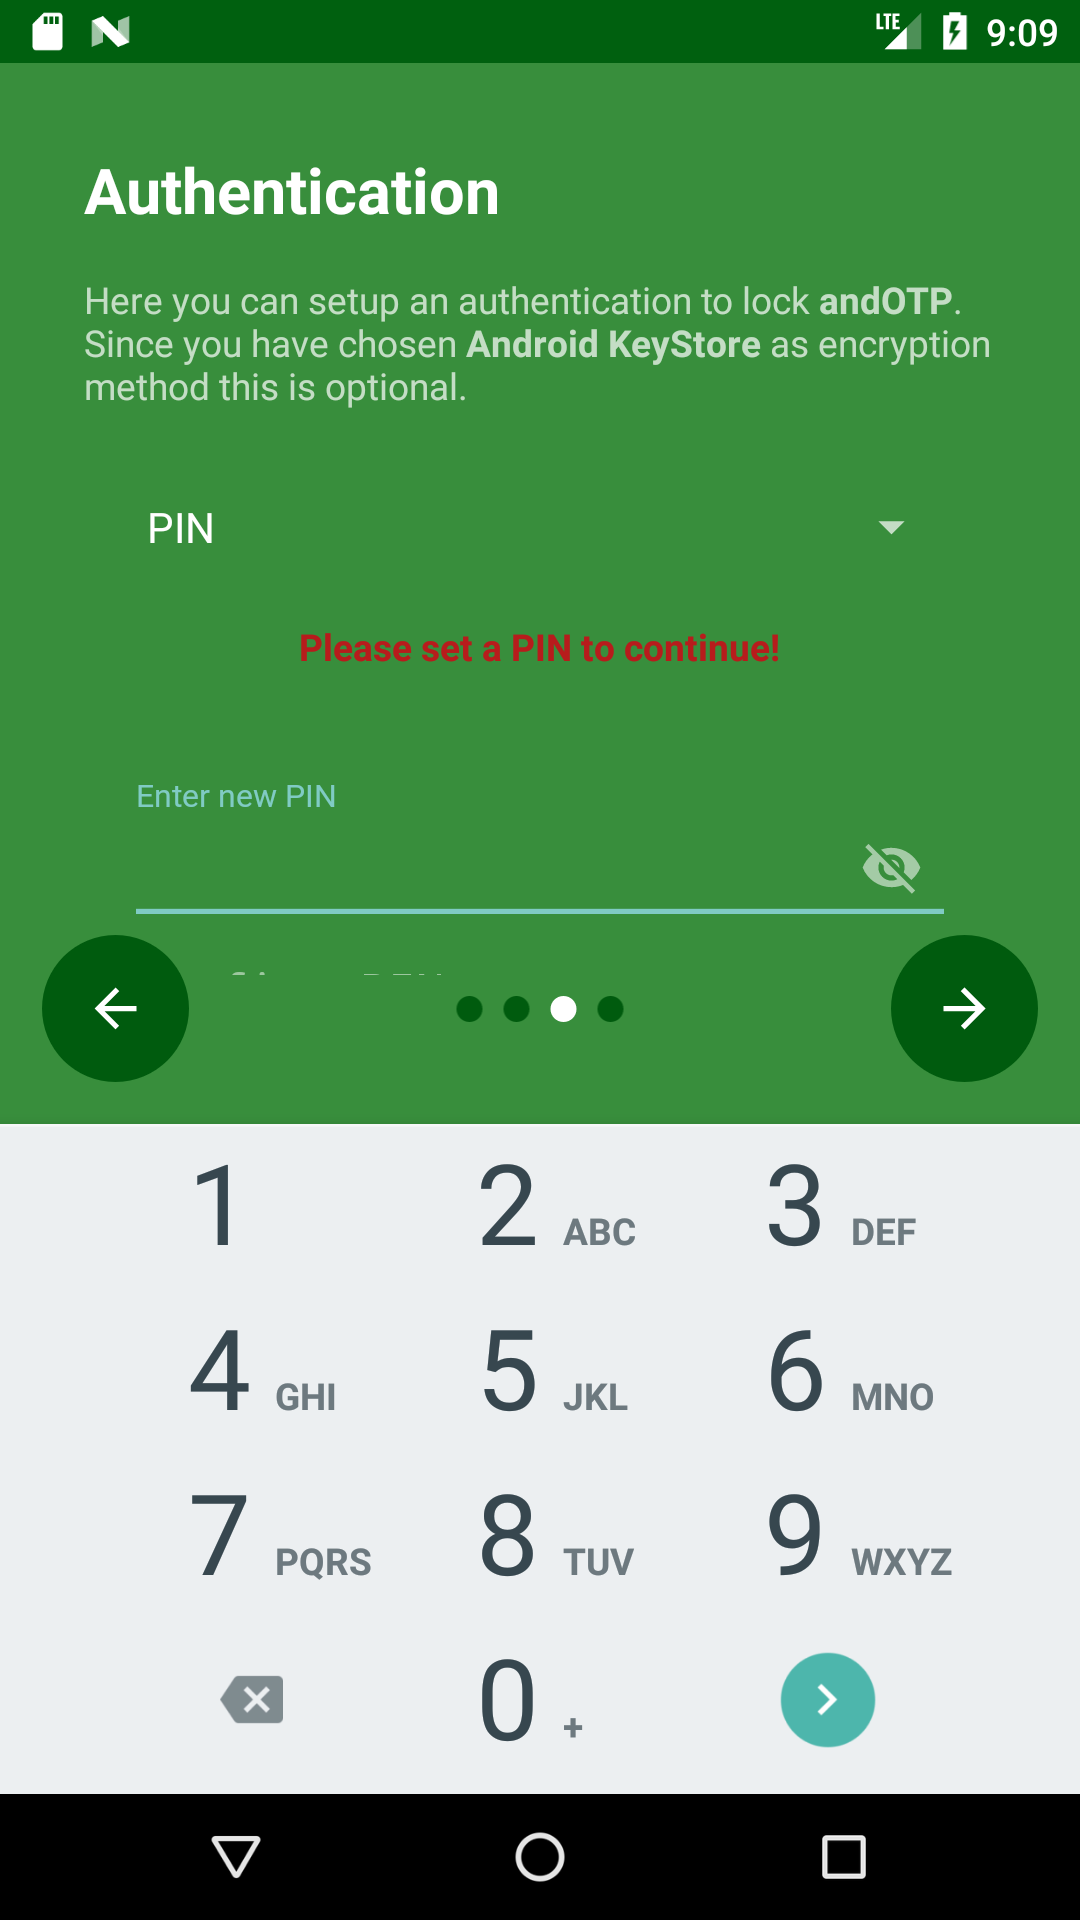 LTE 9:09
Authentication
Here you can setup an authentication to lock andOTP.
Since you have chosen Android KeyStore as encryption
method this is optional.
PIN
Please set a PIN to continue!
Enter new PIN
1
2 ABC
3 DEF
4 GHI
5 JKL
6 MNO
7 PQRS
8 TUV
9 WXYZ
0 +